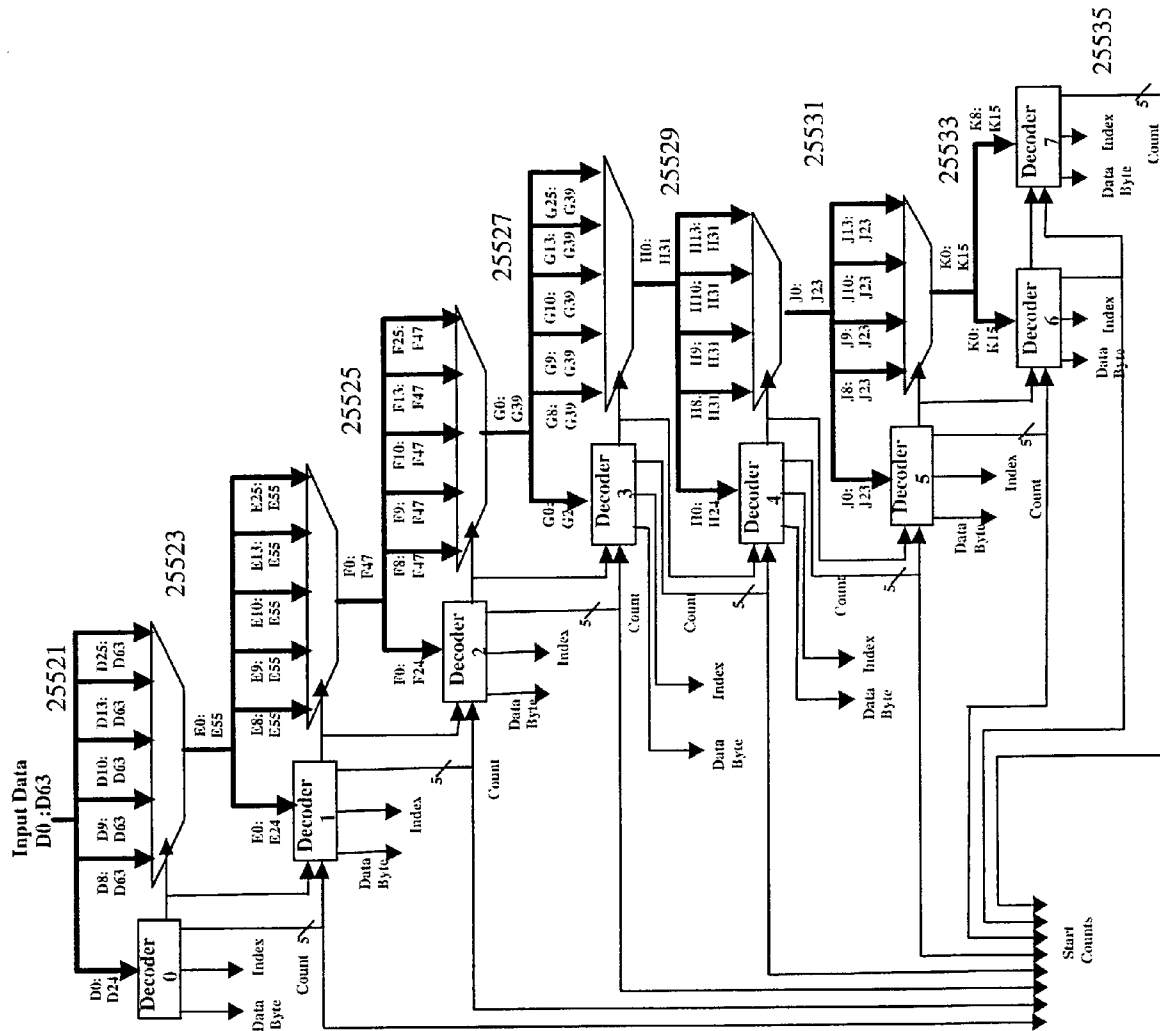 Input Data
D0 :D63
25521
D0:
D24
D8:
D63
D9:
D63
D10:
D63
D13:
D63
D25:
D63
Decoder
0
Data
Byte
Index
Count
5
E0:
E55
25523
E0:
E24
E8:
E55
E9:
E55
E10:
E55
E13:
E55
E25:
E55
Decoder
1
Data
Byte
Index
Count
5
F0:
F47
25525
F0:
F24
F8:
F47
F9:
F47
F10:
F47
F13:
F47
F25:
F47
Decoder
2
Data
Byte
Index
Count
5
G0:
G39
25527
G0:
G8:
G39
G9:
G39
G10:
G39
G13:
G39
G25:
G39
Decoder
3
Data
Byte
Index
Count
5
H0:
H31
25529
H0:
H24
H8:
H31
H9:
H31
H10:
H31
H13:
H31
Decoder
4
Data
Byte
Index
Count
5
J0:
J23
25531
J0:
J23
J8:
J23
J9:
J23
J10:
J23
J13:
J23
Decoder
5
Data
Byte
Index
Count
5
K0:
K15
25533
K0:
K15
K8:
K15
Decoder
6
Data
Byte
Index
Decoder
7
Data
Byte
Index
Count
5
25535
Start
Counts